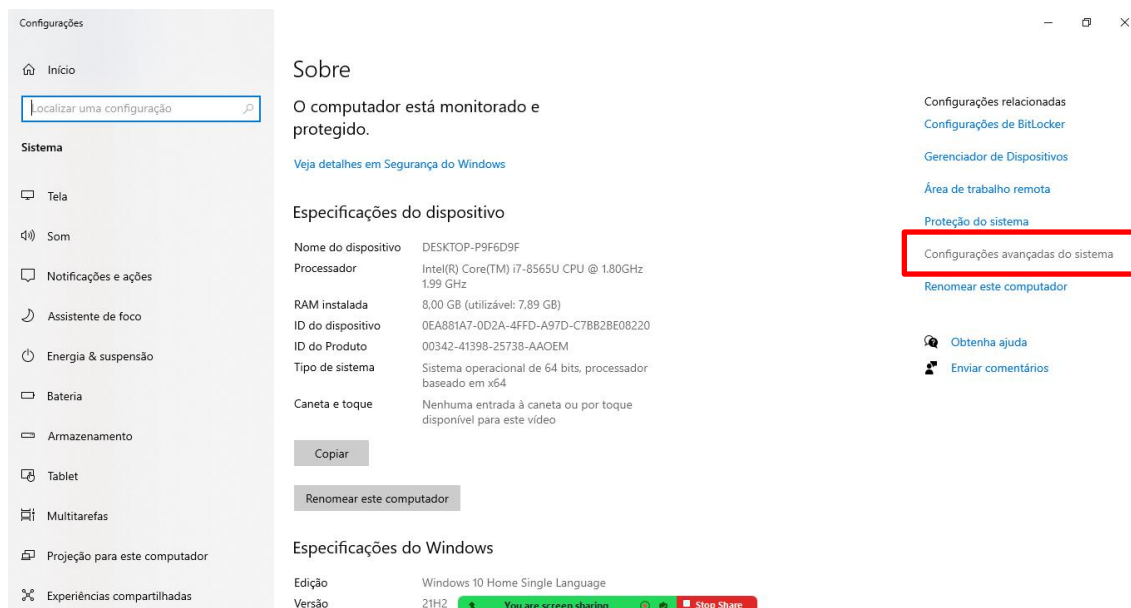 Configurações
Início
Localizar uma configuração
Sistema
Tela
Som
Notificações e ações
Assistente de foco
Energia & suspensão
Bateria
Armazenamento
Tablet
Multitarefas
Projeção para este computador
Experiências compartilhadas
Sobre
O computador está monitorado e
protegido.
Veja detalhes em Segurança do Windows
Especificações do dispositivo
Nome do dispositivo DESKTOP-P9F6D9F
Processador Intel(R) Core(TM) i7-8565U CPU @ 1.80GHz
1.99 GHz
RAM instalada 8,00 GB (utilizável: 7,89 GB)
ID do dispositivo 0EA881A7-0D2A-4FFD-A97D-C7BB2BE08220
ID do Produto 00342-41398-25738-AAOEM
Tipo de sistema Sistema operacional de 64 bits, processador
baseado em x64
Caneta e toque Nenhuma entrada à caneta ou por toque
disponível para este vídeo
Copiar
Renomear este computador
Especificações do Windows
Edição Windows 10 Home Single Language
Versão 21H2
You are screen sharing Stop Share
Configurações relacionadas
Configurações de BitLocker
Gerenciador de Dispositivos
Área de trabalho remota
Proteção do sistema
Configurações avançadas do sistema
Renomear este computador
Obtenha ajuda
Enviar comentários